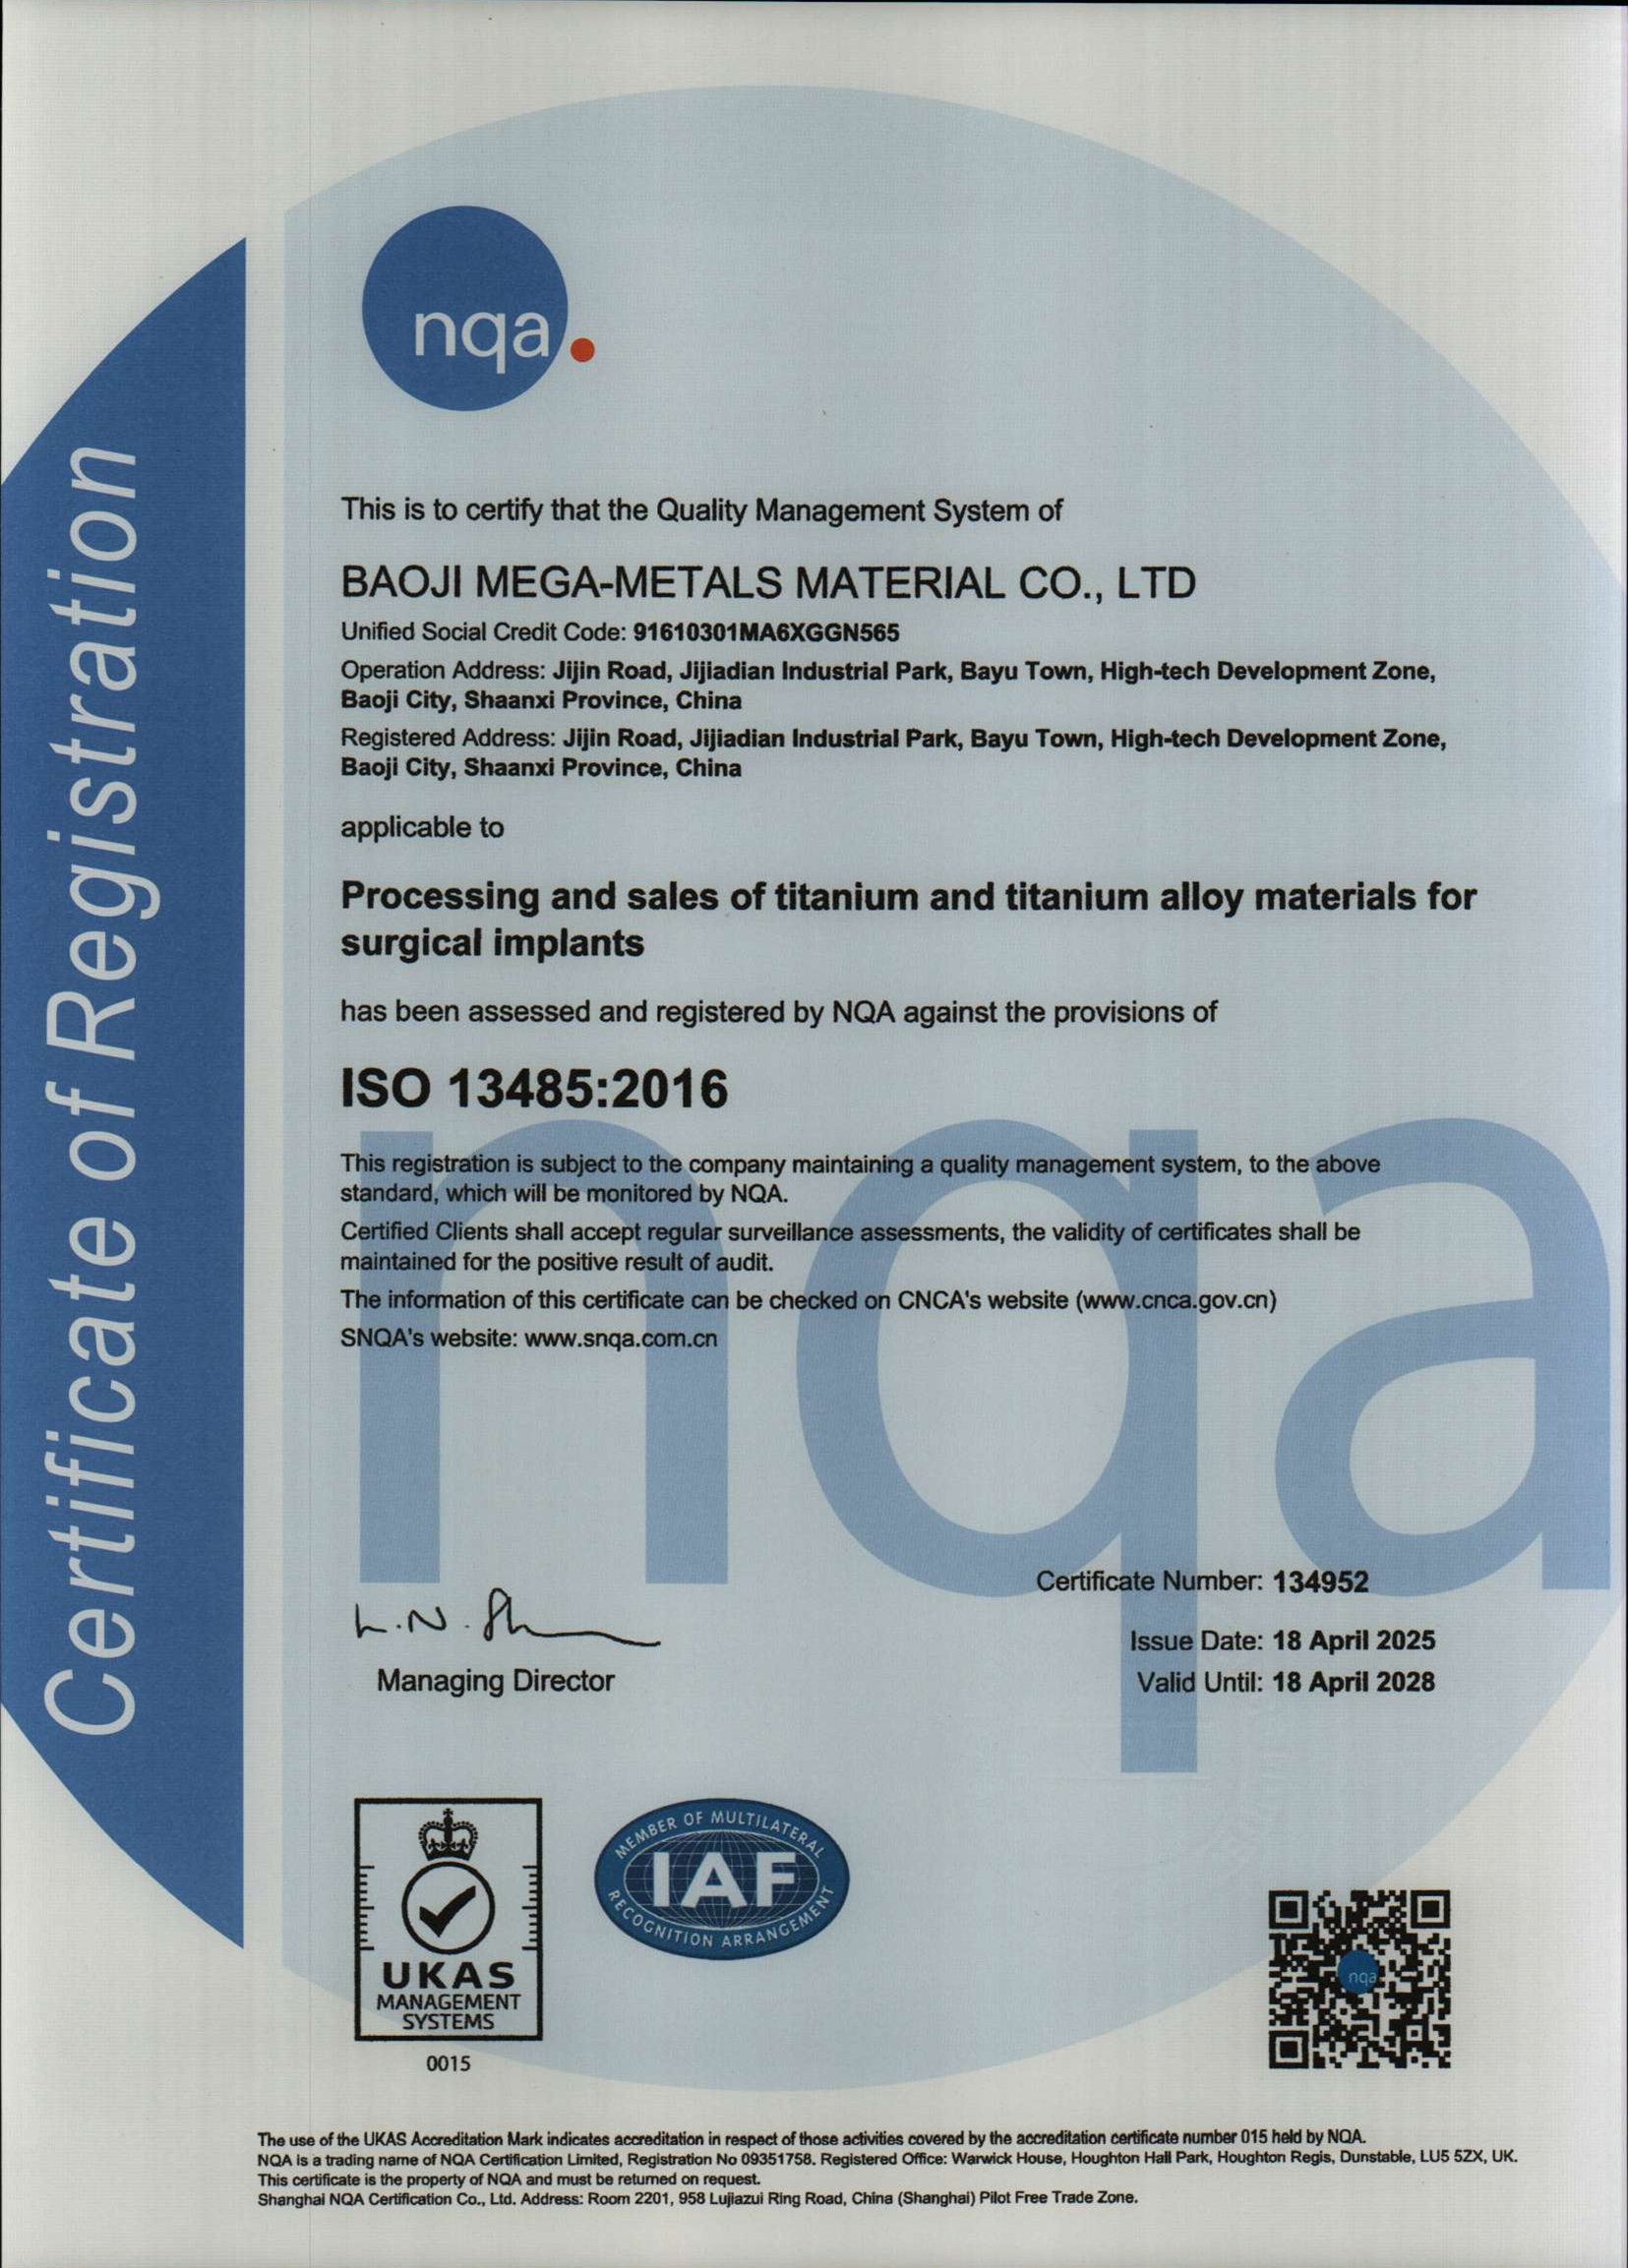 Certificate of Registration
nqa.
This is to certify that the Quality Management System of
BAOJI MEGA-METALS MATERIAL CO., LTD
Unified Social Credit Code: 91610301MA6XGGN565
Operation Address: Jijin Road, Jijiadian Industrial Park, Bayu Town, High-tech Development Zone,
Baoji City, Shaanxi Province, China
Registered Address: Jijin Road, Jijiadian Industrial Park, Bayu Town, High-tech Development Zone,
Baoji City, Shaanxi Province, China
applicable to
Processing and sales of titanium and titanium alloy materials for
surgical implants
has been assessed and registered by NQA against the provisions of
ISO 13485:2016
This registration is subject to the company maintaining a quality management system, to the above
standard, which will be monitored by NQA.
Certified Clients shall accept regular surveillance assessments, the validity of certificates shall be
maintained for the positive result of audit.
The information of this certificate can be checked on CNCA's website (www.cnca.gov.cn)
SNQA's website: www.snqa.com.cn
nqa
Certificate Number: 134952
Issue Date: 18 April 2025
Valid Until: 18 April 2028
Managing Director
UKAS
MANAGEMENT
SYSTEMS
0015
MEMBER OF MULTILATERAL
IAF
RECOGNITION ARRANGEMENT
nqa
The use of the UKAS Accreditation Mark indicates accreditation in respect of those activities covered by the accreditation certificate number 015 held by NQA.
NQA is a trading name of NQA Certification Limited, Registration No 09351758. Registered Office: Warwick House, Houghton Hall Park, Houghton Regis, Dunstable, LU5 5ZX, UK.
This certificate is the property of NQA and must be returned on request.
Shanghai NQA Certification Co., Ltd. Address: Room 2201, 958 Lujiazui Ring Road, China (Shanghai) Pilot Free Trade Zone.